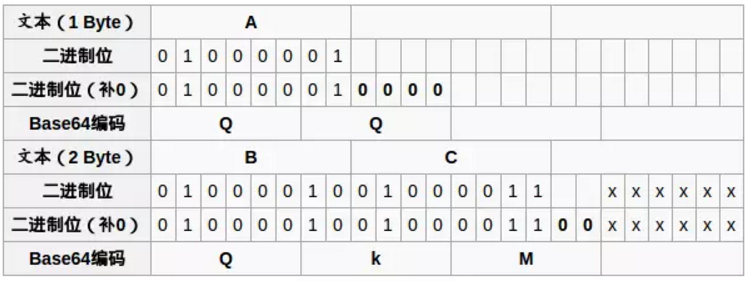 文本（1 Byte） A
二进制位 0 1 0 0 0 0 0 1
二进制位（补0） 0 1 0 0 0 0 0 1 0 0 0 0
Base64编码 Q Q
文本（2 Byte） B C
二进制位 0 1 0 0 0 0 1 0 0 1 0 0 0 0 1 1 x x x x x x
二进制位（补0） 0 1 0 0 0 0 1 0 0 1 0 0 0 0 1 1 0 0 x x x x x x
Base64编码 Q k M